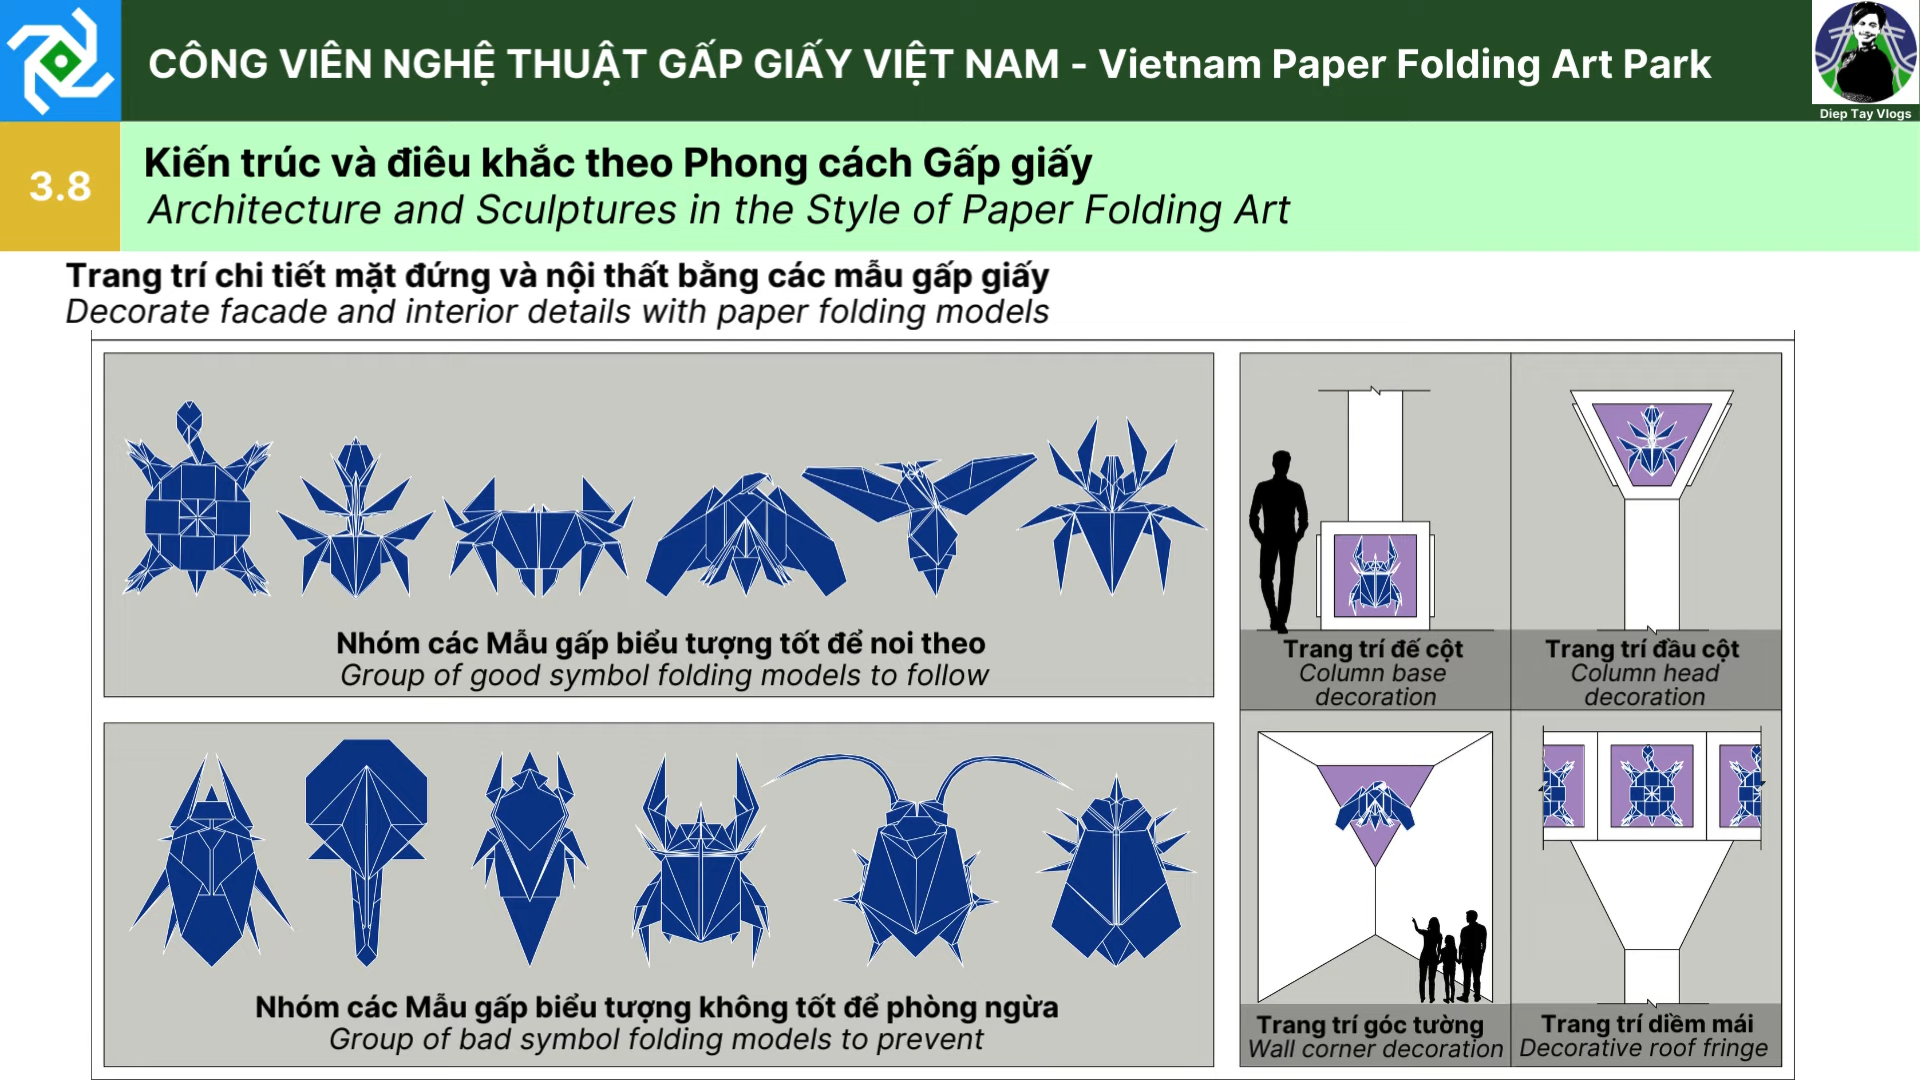 CÔNG VIÊN NGHỆ THUẬT GẤP GIẤY VIỆT NAM - Vietnam Paper Folding Art Park
Diep Tay Vlogs
3.8
Kiến trúc và điêu khắc theo Phong cách Gấp giấy
Architecture and Sculptures in the Style of Paper Folding Art
Trang trí chi tiết mặt đứng và nội thất bằng các mẫu gấp giấy
Decorate facade and interior details with paper folding models
Nhóm các Mẫu gấp biểu tượng tốt để noi theo
Group of good symbol folding models to follow
Trang trí đế cột
Column base
decoration
Trang trí đầu cột
Column head
decoration
Nhóm các Mẫu gấp biểu tượng không tốt để phòng ngừa
Group of bad symbol folding models to prevent
Trang trí góc tường
Wall corner decoration
Trang trí diềm mái
Decorative roof fringe